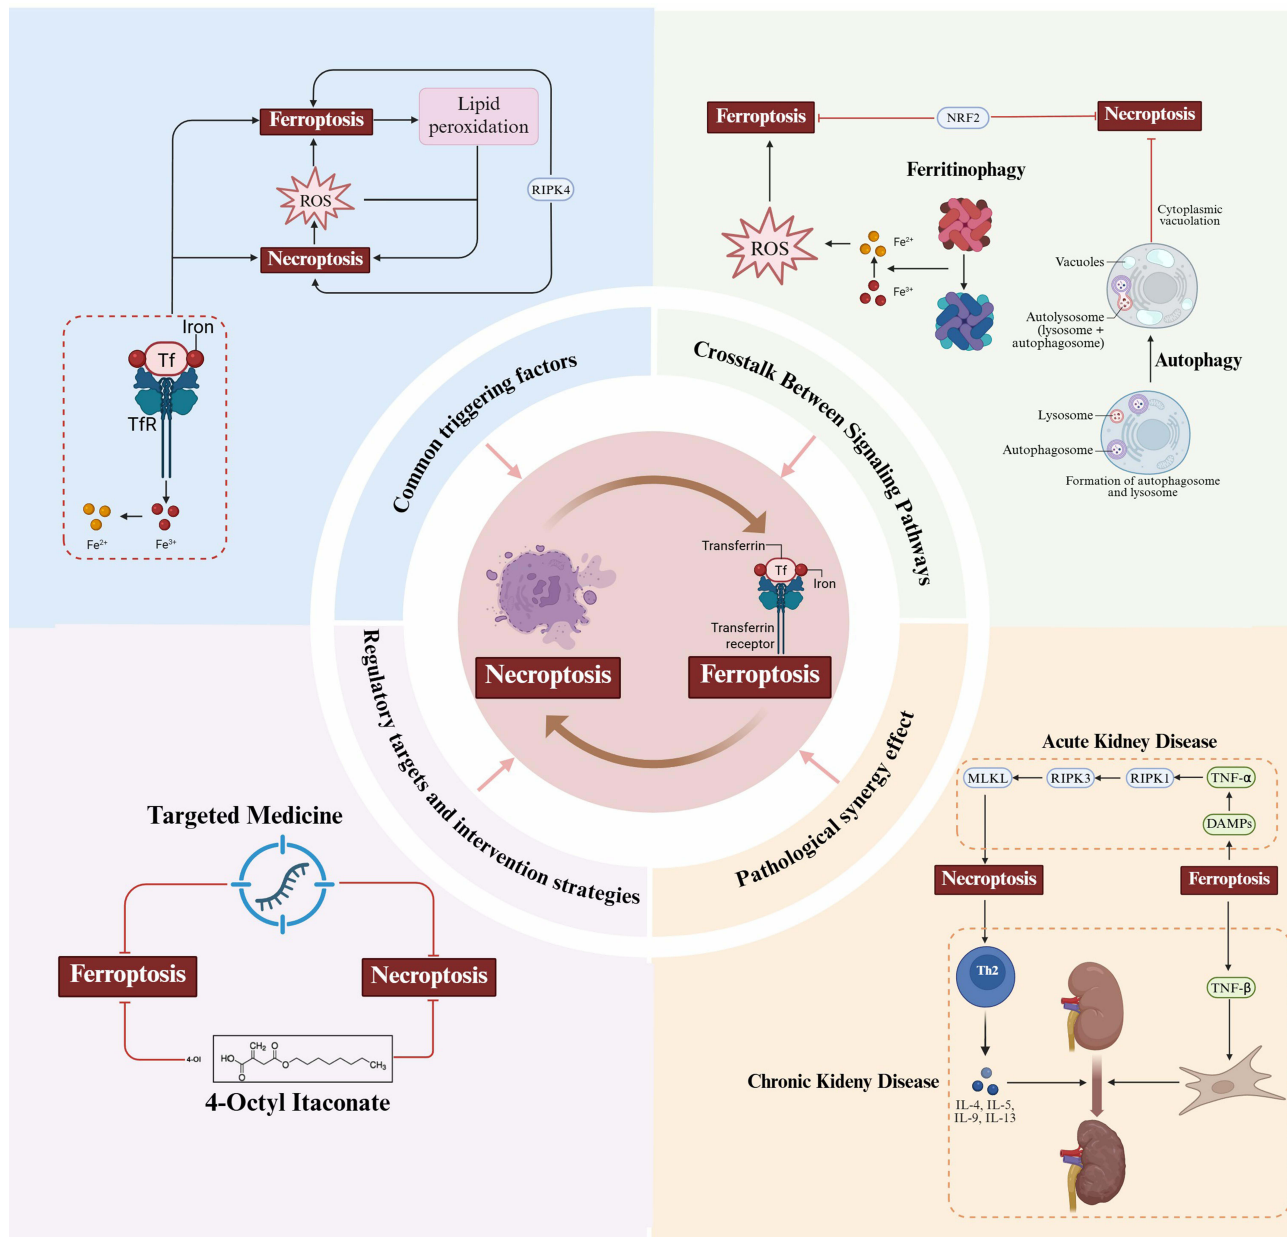 Ferroptosis
Lipid
peroxidation
ROS
RIPK4
Necroptosis
Iron
Tf
TfR
Fe2+
Fe3+
Common triggering factors
Ferroptosis
NRF2
Necroptosis
Ferritinophagy
ROS
Fe2+
Fe3+
Cytoplasmic
vacuolation
Vacuoles
Autolysosome
(lysosome +
autophagosome)
Autophagy
Lysosome
Autophagosome
Formation of autophagosome
and lysosome
Crosstalk Between Signaling Pathways
Transferrin
Tf
Iron
Transferrin
receptor
Necroptosis
Ferroptosis
Regulatory targets and intervention strategies
Targeted Medicine
Ferroptosis
Necroptosis
4-OI
HO
O
CH2
O
O
CH3
4-Octyl Itaconate
Pathological synergy effect
Acute Kidney Disease
MLKL
RIPK3
RIPK1
TNF-α
DAMPs
Necroptosis
Ferroptosis
Th2
TNF-β
Chronic Kideny Disease
IL-4, IL-5,
IL-9, IL-13